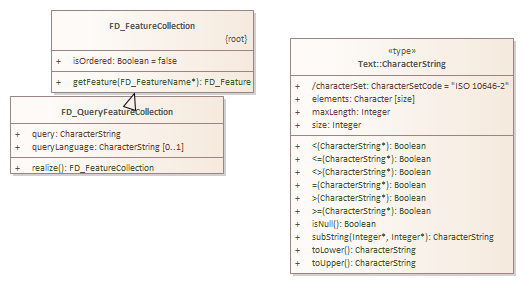 FD_FeatureCollection
{root}
+ isOrdered: Boolean = false
+ getFeature(FD_FeatureName*): FD_Feature
FD_QueryFeatureCollection
+ query: CharacterString
+ queryLanguage: CharacterString [0..1]
+ realize(): FD_FeatureCollection
«type»
Text::CharacterString
+ /characterSet: CharacterSetCode = "ISO 10646-2"
+ elements: Character [size]
+ maxLength: Integer
+ size: Integer
+ <(CharacterString*): Boolean
+ <=(CharacterString*): Boolean
+ <>(CharacterString*): Boolean
+ =(CharacterString*): Boolean
+ >(CharacterString*): Boolean
+ >=(CharacterString*): Boolean
+ isNull(): Boolean
+ subString(Integer*, Integer*): CharacterString
+ toLower(): CharacterString
+ toUpper(): CharacterString